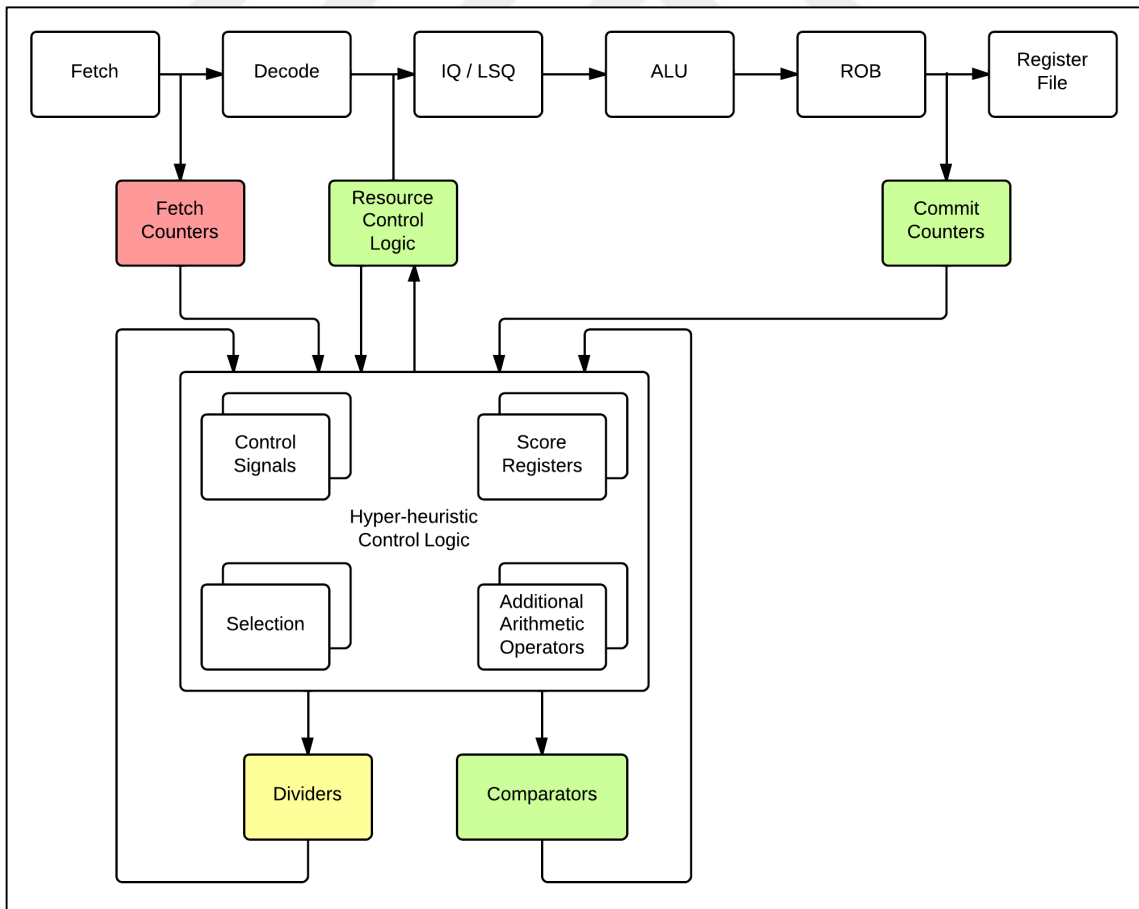 Fetch
Decode
IQ / LSQ
ALU
ROB
Register
File
Fetch
Counters
Resource
Control
Logic
Commit
Counters
Control
Signals
Score
Registers
Hyper-heuristic
Control Logic
Selection
Additional
Arithmetic
Operators
Dividers
Comparators